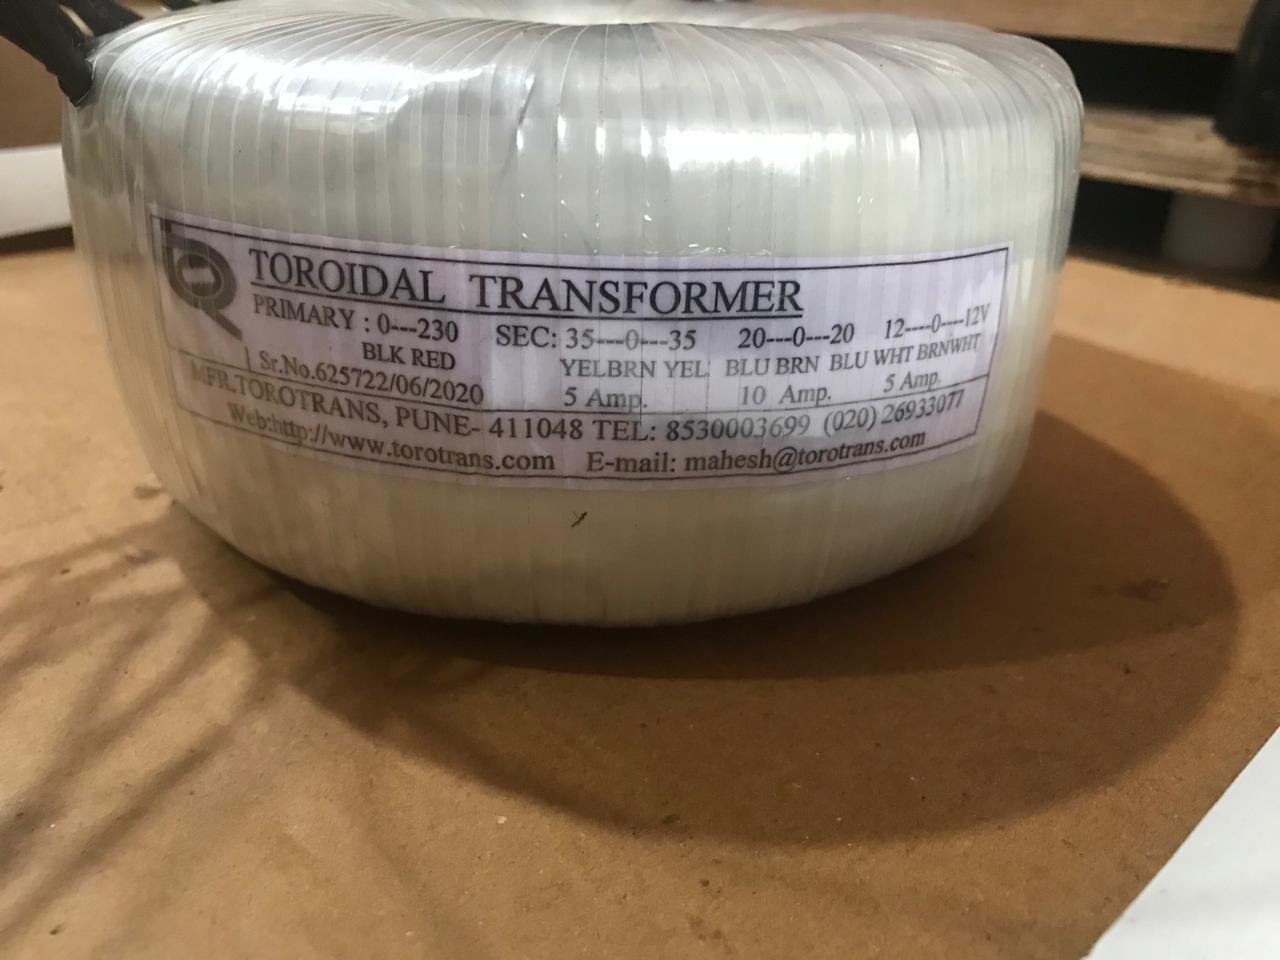 TOROIDAL TRANSFORMER
PRIMARY : 0---230 SEC: 35---0---35 20---0---20 12----0----12V
BLK RED YELBRN YEL BLU BRN BLU WHT BRNWHT
1 Sr.No.625722/06/2020 5 Amp. 10 Amp. 5 Amp.
MFR.TOROTRANS, PUNE- 411048 TEL: 8530003699 (020) 26933077
Web:http://www.torotrans.com E-mail: mahesh@torotrans.com